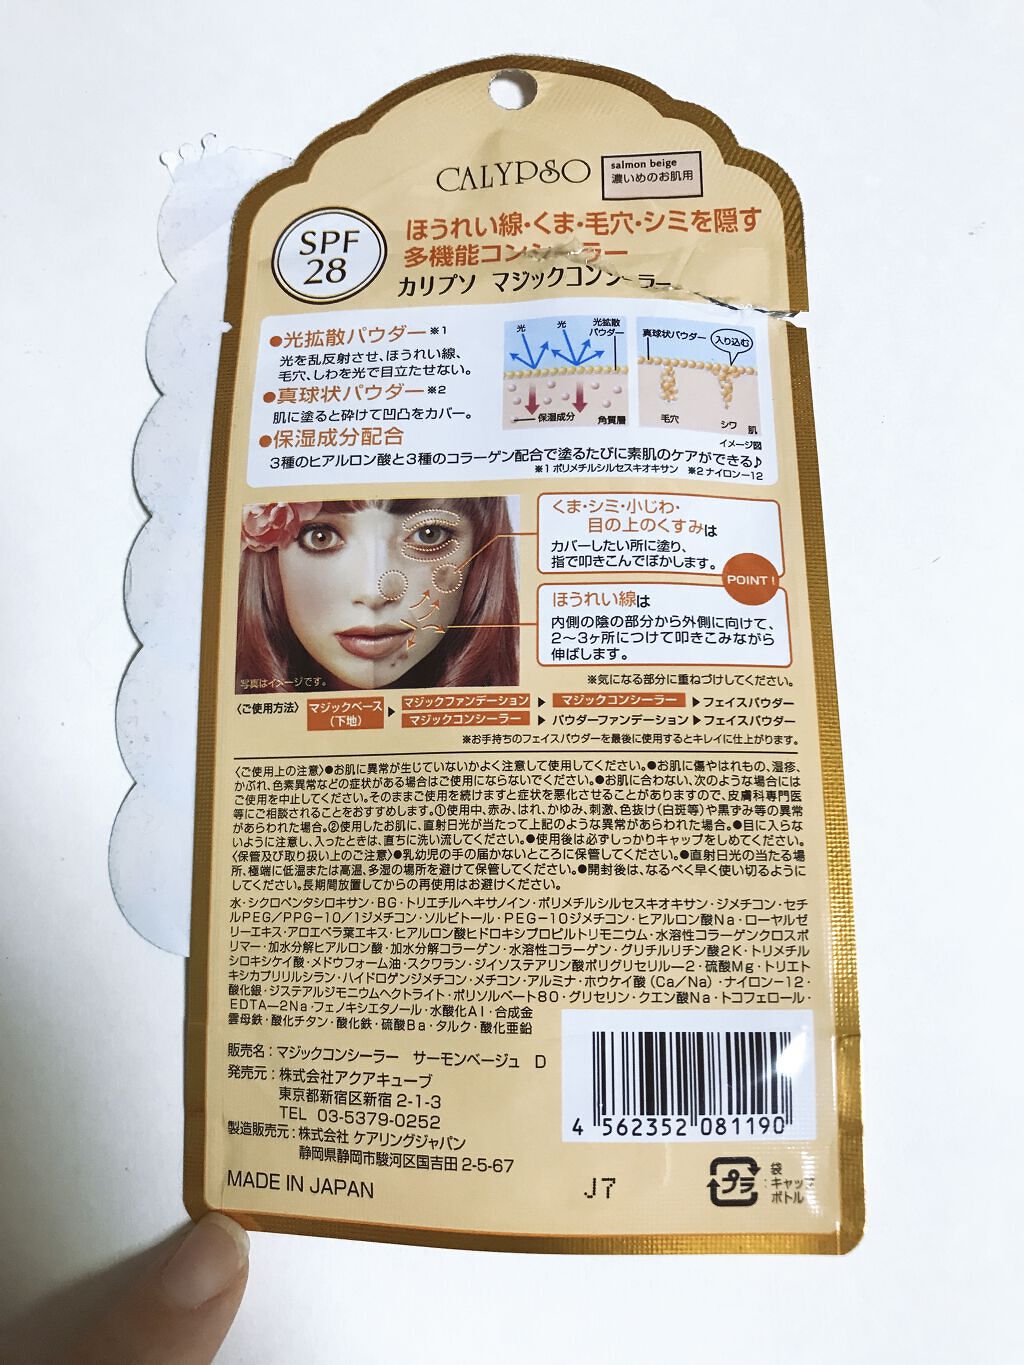 CALYPSO
salmon beige
濃いめのお肌用
SPF
28
ほうれい線・くま・毛穴・シミを隠す
多機能コンシーラー
カリプソ マジックコンシーラー
●光拡散パウダー※1
光を乱反射させ、ほうれい線、
毛穴、しわを光で目立たせない。
●真球状パウダー※2
肌に塗ると砕けて凹凸をカバー。
●保湿成分配合
3種のヒアルロン酸と3種のコラーゲン配合で塗るたびに素肌のケアができる♪
※1 ポリメチルシルセスキオキサン ※2 ナイロン－12
光
光
光拡散
パウダー
保湿成分
角質層
真球状パウダー
入り込む
毛穴
シワ
肌
イメージ図
くま・シミ・小じわ・
目の上のくすみは
カバーしたい所に塗り、
指で叩きこんでぼかします。
POINT！
ほうれい線は
内側の陰の部分から外側に向けて、
2～3ヶ所につけて叩きこみながら
伸ばします。
写真はイメージです。
※気になる部分に重ねづけしてください。
〈ご使用方法〉
マジックベース
（下地）
▶ マジックファンデーション ▶ マジックコンシーラー ▶フェイスパウダー
マジックコンシーラー ▶ パウダーファンデーション ▶フェイスパウダー
※お手持ちのフェイスパウダーを最後に使用するとキレイに仕上がります。
〈ご使用上の注意〉●お肌に異常が生じていないかよく注意して使用してください。●お肌に傷やはれもの、湿疹、
かぶれ、色素異常などの症状がある場合はご使用にならないでください。●お肌に合わない、次のような場合には
ご使用を中止してください。そのままご使用を続けますと症状を悪化させることがありますので、皮膚科専門医
等にご相談されることをおすすめします。①使用中、赤み、はれ、かゆみ、刺激、色抜け（白斑等）や黒ずみ等の異常
があらわれた場合。②使用したお肌に、直射日光が当たって上記のような異常があらわれた場合。●目に入らな
いように注意し、入ったときは、直ちに洗い流してください。●使用後は必ずしっかりキャップをしめてください。
〈保管及び取り扱い上のご注意〉●乳幼児の手の届かないところに保管してください。●直射日光の当たる場
所、極端に低温または高温、多湿の場所を避けて保管してください。●開封後は、なるべく早く使い切るように
してください。長期間放置してからの再使用はお避けください。
水・シクロペンタシロキサン・BG・トリエチルヘキサノイン・ポリメチルシルセスキオキサン・ジメチコン・セチ
ルPEG／PPG－10／1ジメチコン・ソルビトール・PEG－10ジメチコン・ヒアルロン酸Na・ローヤルゼ
リーエキス・アロエベラ葉エキス・ヒアルロン酸ヒドロキシプロピルトリモニウム・水溶性コラーゲンクロスポ
リマー・加水分解ヒアルロン酸・加水分解コラーゲン・水溶性コラーゲン・グリチルリチン酸2K・トリメチル
シロキシケイ酸・メドウフォーム油・スクワラン・ジイソステアリン酸ポリグリセリル－2・硫酸Mg・トリエト
キシカプリリルシラン・ハイドロゲンジメチコン・メチコン・アルミナ・ホウケイ酸（Ca／Na）・ナイロン－12・
酸化銀・ジステアルジモニウムヘクトライト・ポリソルベート80・グリセリン・クエン酸Na・トコフェロール・
EDTA－2Na・フェノキシエタノール・水酸化Al・合成金
雲母鉄・酸化チタン・酸化鉄・硫酸Ba・タルク・酸化亜鉛
販売名：マジックコンシーラー サーモンベージュ D
発売元：株式会社アクアキューブ
東京都新宿区新宿 2-1-3
TEL 03-5379-0252
製造販売元：株式会社 ケアリングジャパン
静岡県静岡市駿河区国吉田 2-5-67
MADE IN JAPAN
4 562352 081190
J7
プラ
袋
：キャップ
ボトル